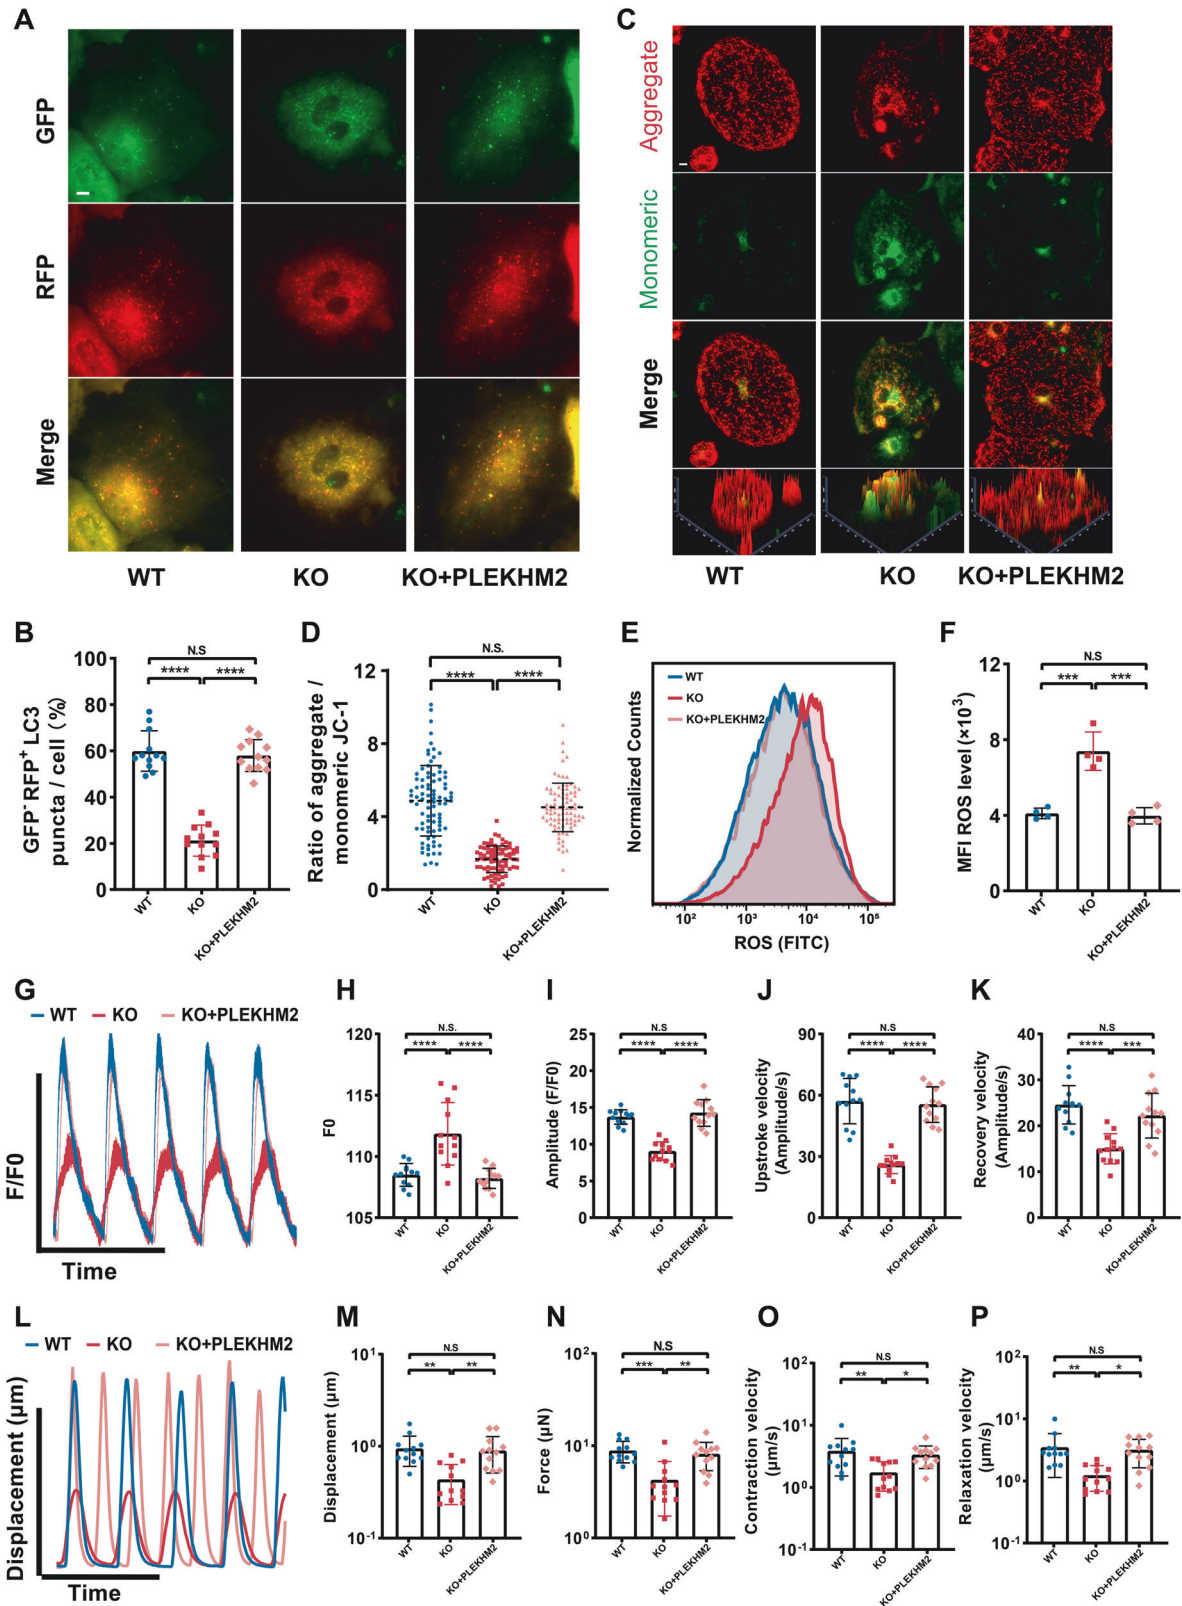 A
GFP
RFP
Merge
WT
KO
KO+PLEKHM2
C
Aggregate
Monomeric
Merge
WT
KO
KO+PLEKHM2
B
GFP⁻ RFP⁺ LC3
puncta / cell (%)
100
80
60
40
20
0
N.S
****
****
WT
KO
KO+PLEKHM2
D
Ratio of aggregate /
monomeric JC-1
12
8
4
0
N.S.
****
****
WT
KO
KO+PLEKHM2
E
Normalized Counts
WT
KO
KO+PLEKHM2
10²
10³
10⁴
10⁵
ROS (FITC)
F
MFI ROS level (×10³)
12
8
4
0
N.S
***
***
WT
KO
KO+PLEKHM2
G
WT
KO
KO+PLEKHM2
F/F0
Time
H
F0
120
115
110
105
N.S.
****
****
WT
KO
KO+PLEKHM2
I
Amplitude (F/F0)
25
20
15
10
5
0
N.S
****
****
WT
KO
KO+PLEKHM2
J
Upstroke velocity
(Amplitude/s)
90
60
30
0
N.S
****
****
WT
KO
KO+PLEKHM2
K
Recovery velocity
(Amplitude/s)
40
30
20
10
0
N.S
****
***
WT
KO
KO+PLEKHM2
L
WT
KO
KO+PLEKHM2
Displacement (μm)
Time
M
Displacement (μm)
10¹
10⁰
10⁻¹
N.S
**
**
WT
KO
KO+PLEKHM2
N
Force (μN)
10²
10¹
10⁰
N.S
***
**
WT
KO
KO+PLEKHM2
O
Contraction velocity
(μm/s)
10²
10¹
10⁰
10⁻¹
N.S
**
*
WT
KO
KO+PLEKHM2
P
Relaxation velocity
(μm/s)
10²
10¹
10⁰
10⁻¹
N.S
**
*
WT
KO
KO+PLEKHM2